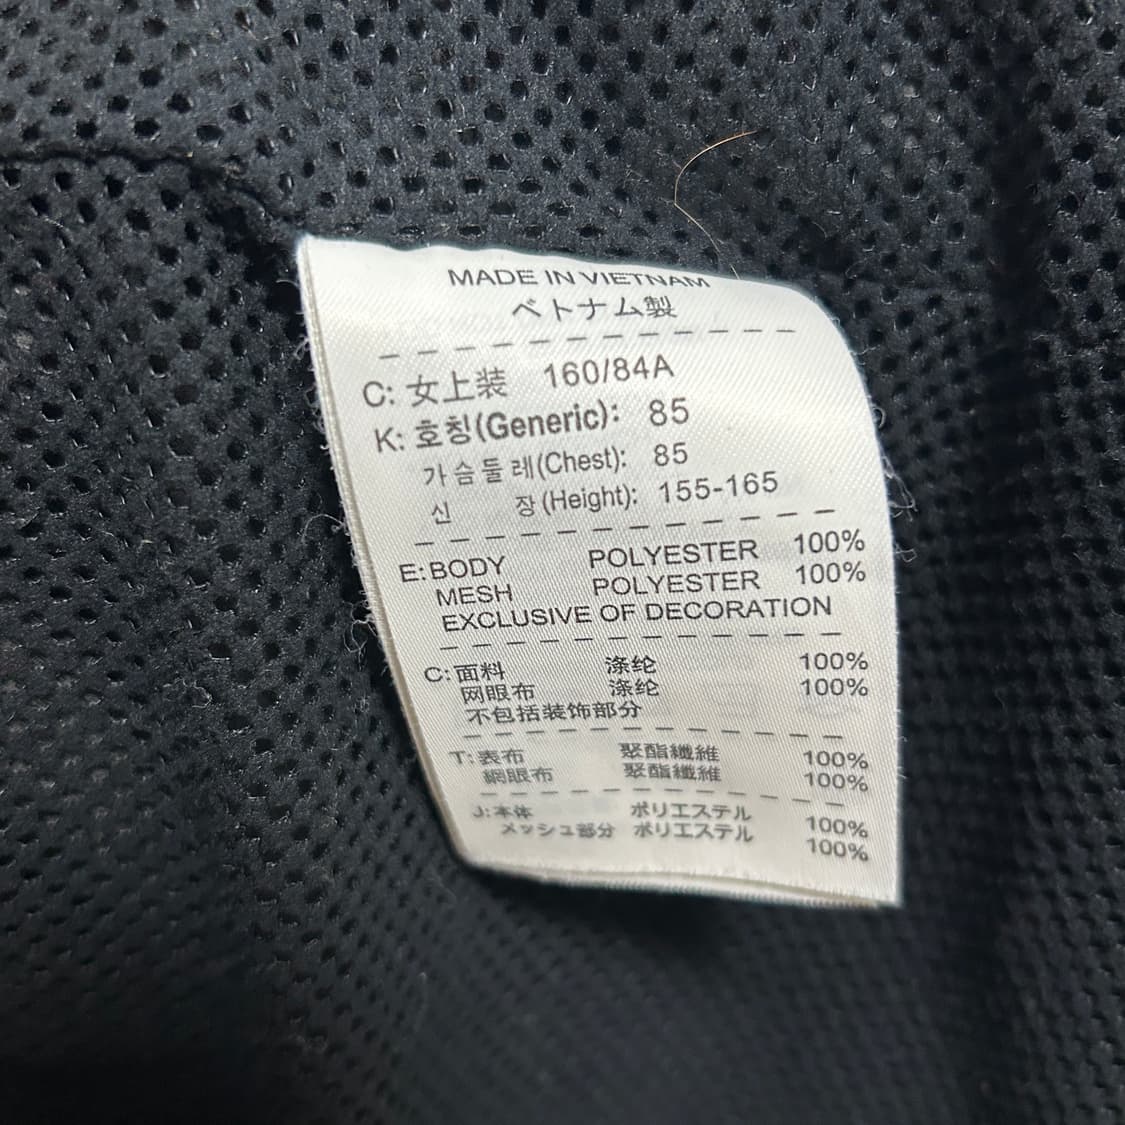 MADE IN VIETNAM
ベトナム製
C: 女上装 160/84A
K: 호칭(Generic): 85
가슴둘레(Chest): 85
신 장(Height): 155-165
E: BODY POLYESTER 100%
MESH POLYESTER 100%
EXCLUSIVE OF DECORATION
C: 面料 涤纶 100%
网眼布 涤纶 100%
不包括装饰部分
T: 表布 聚酯纖維 100%
網眼布 聚酯纖維 100%
J: 本体 ポリエステル 100%
メッシュ部分 ポリエステル 100%